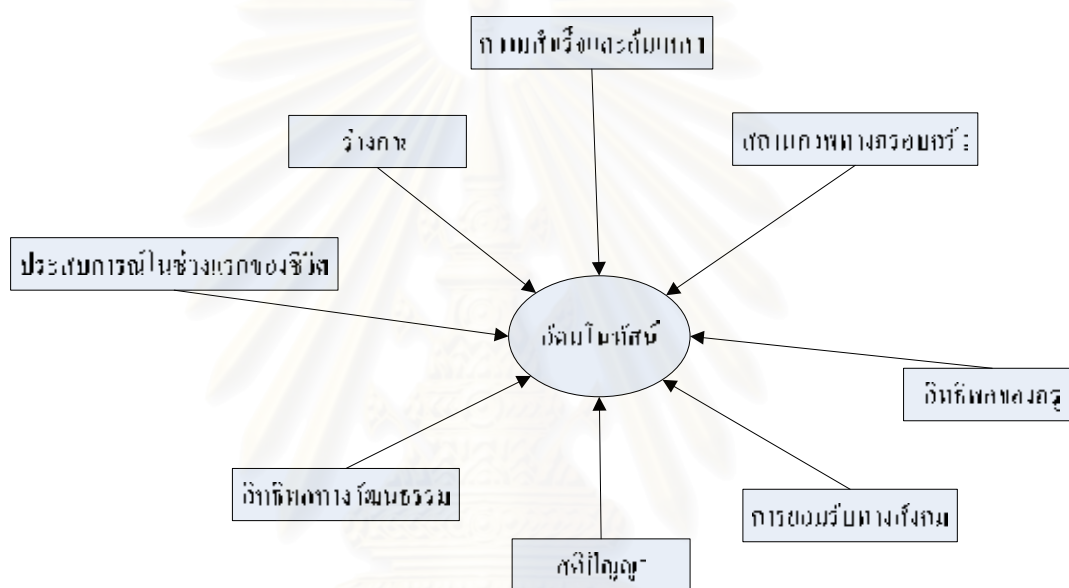 ความสำเร็จและล้มเหลว
ร่างกาย
สถานภาพทางครอบครัว
ประสบการณ์ในช่วงแรกของชีวิต
อัตมโนทัศน์
อิทธิพลของครู
อิทธิพลทางวัฒนธรรม
การยอมรับทางสังคม
สติปัญญา